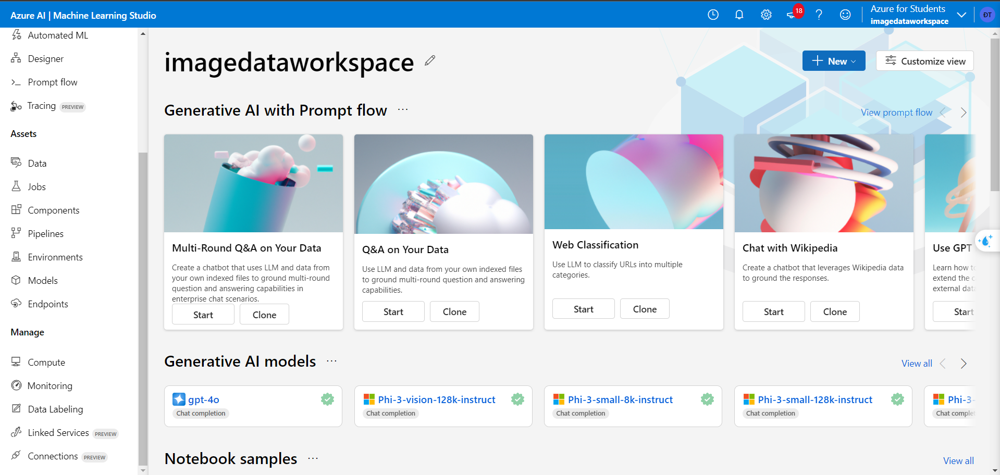 Azure AI | Machine Learning Studio
18
Azure for Students
imagedataworkspace
ĐT
Automated ML
Designer
Prompt flow
Tracing PREVIEW
Assets
Data
Jobs
Components
Pipelines
Environments
Models
Endpoints
Manage
Compute
Monitoring
Data Labeling
Linked Services PREVIEW
Connections PREVIEW
imagedataworkspace
New
Customize view
Generative AI with Prompt flow ···
View prompt flow
Multi-Round Q&A on Your Data
Create a chatbot that uses LLM and data from
your own indexed files to ground multi-round
question and answering capabilities in
enterprise chat scenarios.
Start Clone
Q&A on Your Data
Use LLM and data from your own indexed files
to ground multi-round question and answering
capabilities.
Start Clone
Web Classification
Use LLM to classify URLs into multiple
categories.
Start Clone
Chat with Wikipedia
Create a chatbot that leverages Wikipedia data
to ground the responses.
Start Clone
Use GPT
Learn how
extend the
external
Start
Generative AI models ···
View all
gpt-4o
Chat completion
Phi-3-vision-128k-instruct
Chat completion
Phi-3-small-8k-instruct
Chat completion
Phi-3-small-128k-instruct
Chat completion
Phi-3-
Chat
Notebook samples ···
View all